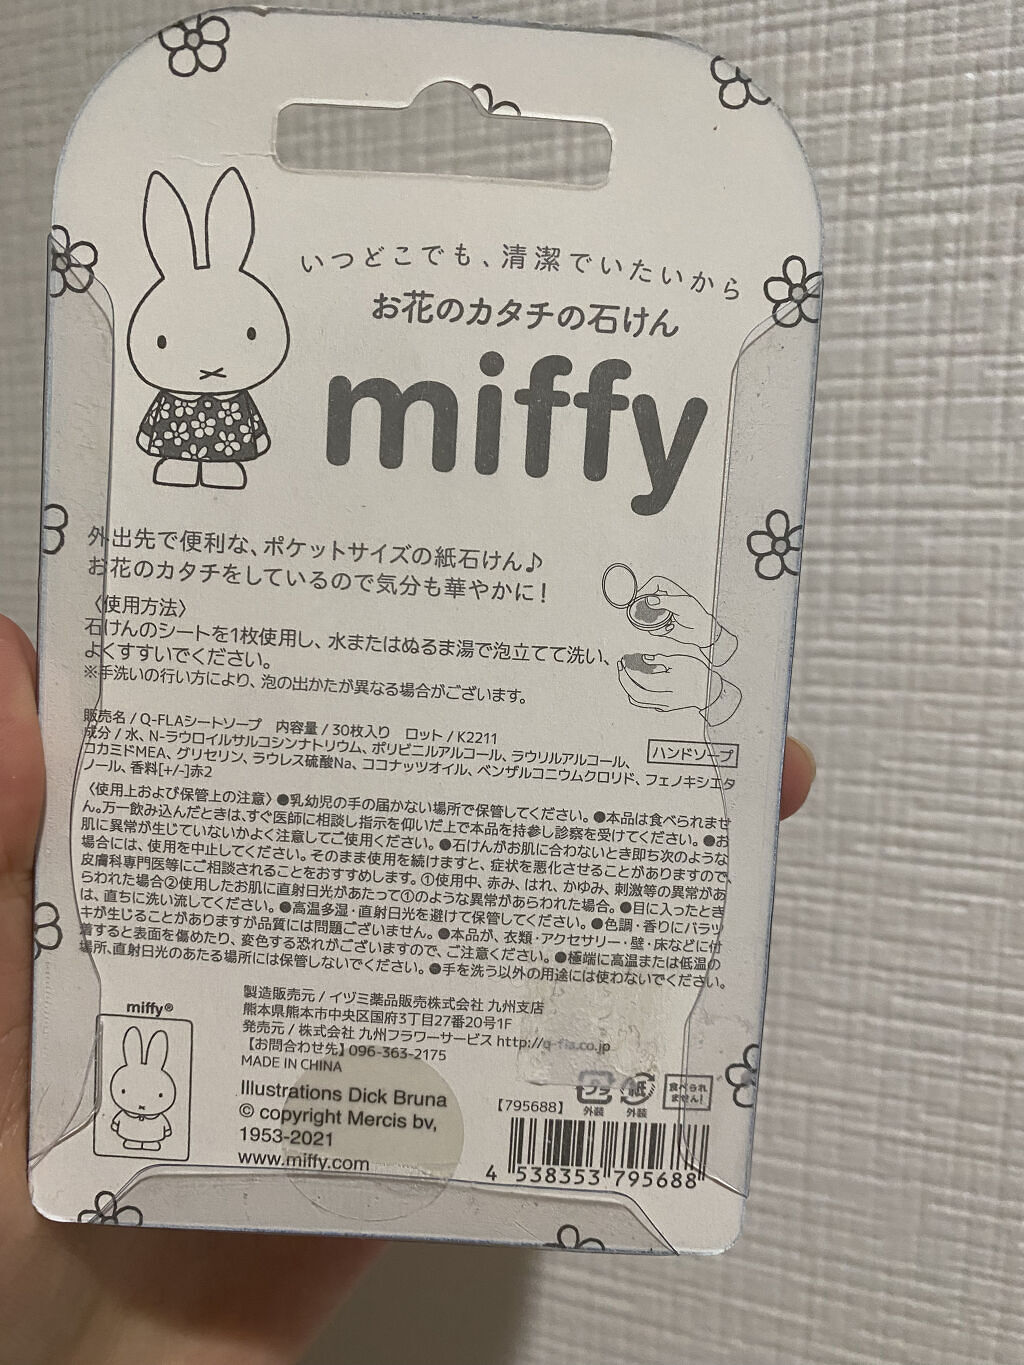 いつどこでも、清潔でいたいから
お花のカタチの石けん
miffy
外出先で便利な、ポケットサイズの紙石けん♪
お花のカタチをしているので気分も華やかに!
〈使用方法〉
石けんのシートを1枚使用し、水またはぬるま湯で泡立てて洗い、
よくすすいでください。
※手洗いの行い方により、泡の出かたが異なる場合がございます。
販売名 / Q-FLAシートソープ 内容量 / 30枚入り ロット / K2211
ハンドソープ
成分 / 水、N-ラウロイルサルコシンナトリウム、ポリビニルアルコール、ラウリルアルコール、
コカミドMEA、グリセリン、ラウレス硫酸Na、ココナッツオイル、ベンザルコニウムクロリド、フェノキシエタ
ノール、香料[+/-]赤2
〈使用上および保管上の注意〉●乳幼児の手の届かない場所で保管してください。●本品は食べられませ
ん。万一飲み込んだときは、すぐ医師に相談し指示を仰いだ上で本品を持参し診察を受けてください。●お
肌に異常が生じていないかよく注意してご使用ください。●石けんがお肌に合わないとき即ち次のような
場合には、使用を中止してください。そのまま使用を続けますと、症状を悪化させることがありますので、
皮膚科専門医等にご相談されることをおすすめします。①使用中、赤み、はれ、かゆみ、刺激等の異常があ
らわれた場合②使用したお肌に直射日光があたって①のような異常があらわれた場合。●目に入ったとき
は、直ちに洗い流してください。●高温多湿・直射日光を避けて保管してください。●色調・香りにバラツ
キが生じることがありますが品質には問題ございません。●本品が、衣類・アクセサリー・壁・床などに付
着すると表面を傷めたり、変色する恐れがございますので、ご注意ください。●極端に高温または低温の
場所、直射日光のあたる場所には保管しないでください。●手を洗う以外の用途には使わないでください。
miffy®
製造販売元 / イヅミ薬品販売株式会社 九州支店
熊本県熊本市中央区国府3丁目27番20号1F
発売元 / 株式会社 九州フラワーサービス http://q-fla.co.jp
【お問合わせ先】096-363-2175
MADE IN CHINA
Illustrations Dick Bruna
© copyright Mercis bv,
1953-2021
www.miffy.com
プラ
外装
紙
外装
食べられ
ません!
【795688】
4 538353 795688